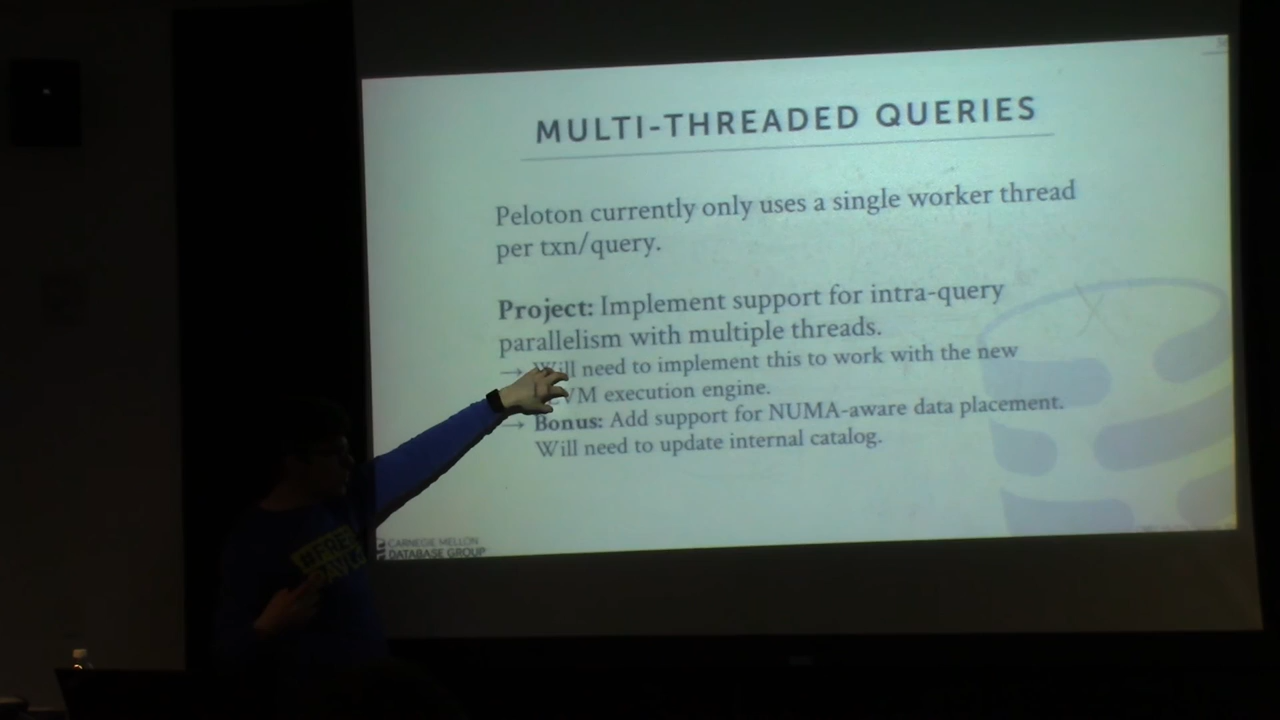 MULTI-THREADED QUERIES
Peloton currently only uses a single worker thread
per txn/query.
Project: Implement support for intra-query
parallelism with multiple threads.
→ Will need to implement this to work with the new
VM execution engine.
→ Bonus: Add support for NUMA-aware data placement.
Will need to update internal catalog.
CARNEGIE MELLON
DATABASE GROUP